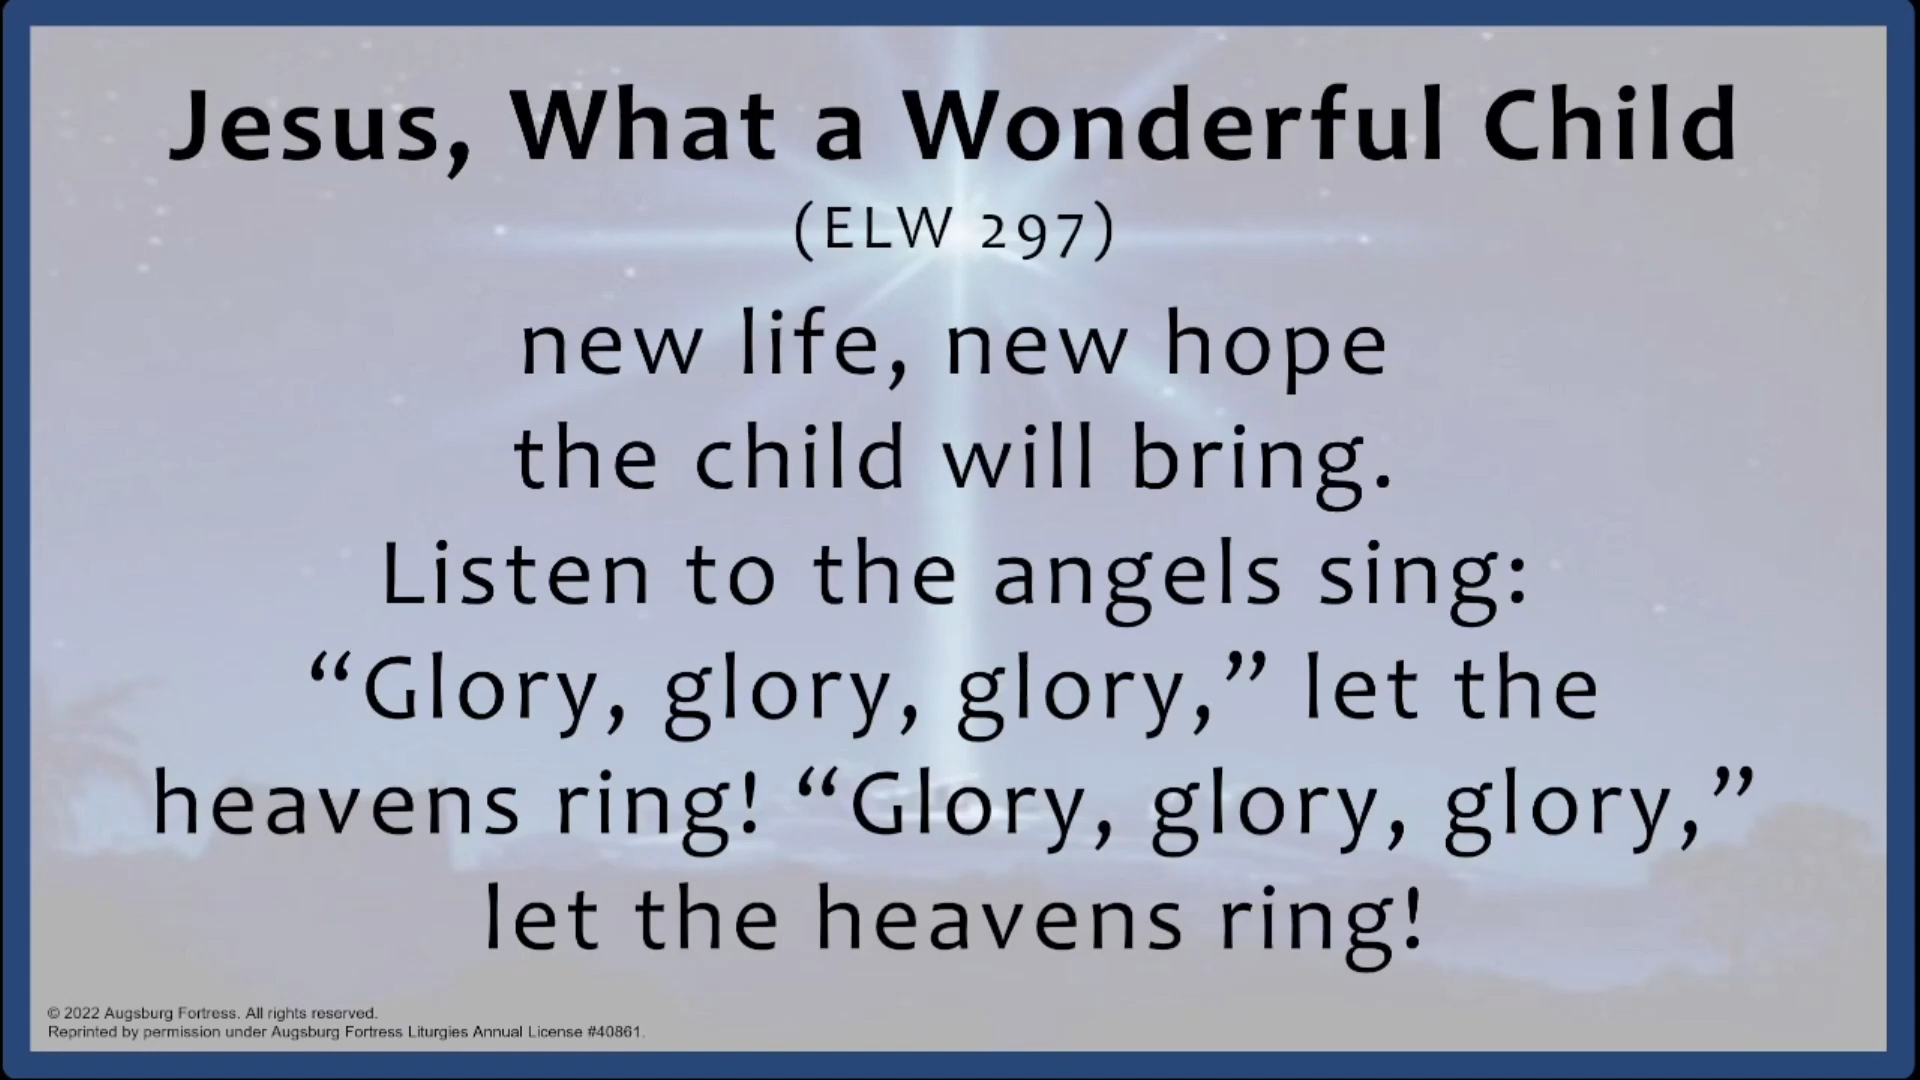 Jesus, What a Wonderful Child
(ELW 297)
new life, new hope
the child will bring.
Listen to the angels sing:
“Glory, glory, glory,” let the
heavens ring! “Glory, glory, glory,”
let the heavens ring!
© 2022 Augsburg Fortress. All rights reserved.
Reprinted by permission under Augsburg Fortress Liturgies Annual License #40861.